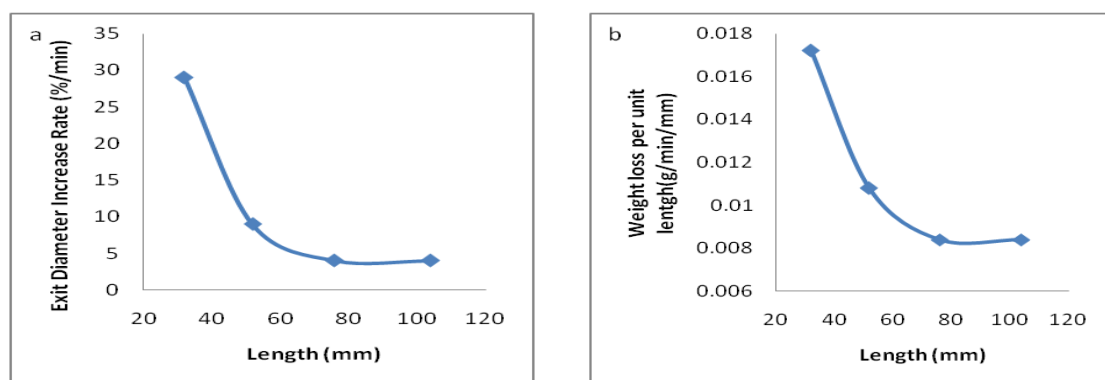 a
Exit Diameter Increase Rate (%/min)
35
30
25
20
15
10
5
0
20 40 60 80 100 120
Length (mm)
b
Weight loss per unit
lentgh(g/min/mm)
0.018
0.016
0.014
0.012
0.01
0.008
0.006
20 40 60 80 100 120
Length (mm)